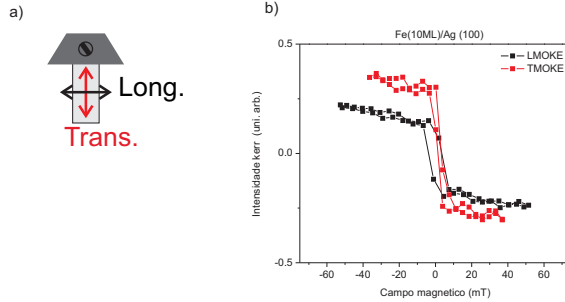 a)
Long.
Trans.
b)
Fe(10ML)/Ag (100)
LMOKE
TMOKE
Intensidade kerr (uni. arb.)
0.5
0.0
-0.5
-60 -40 -20 0 20 40 60
Campo magnetico (mT)